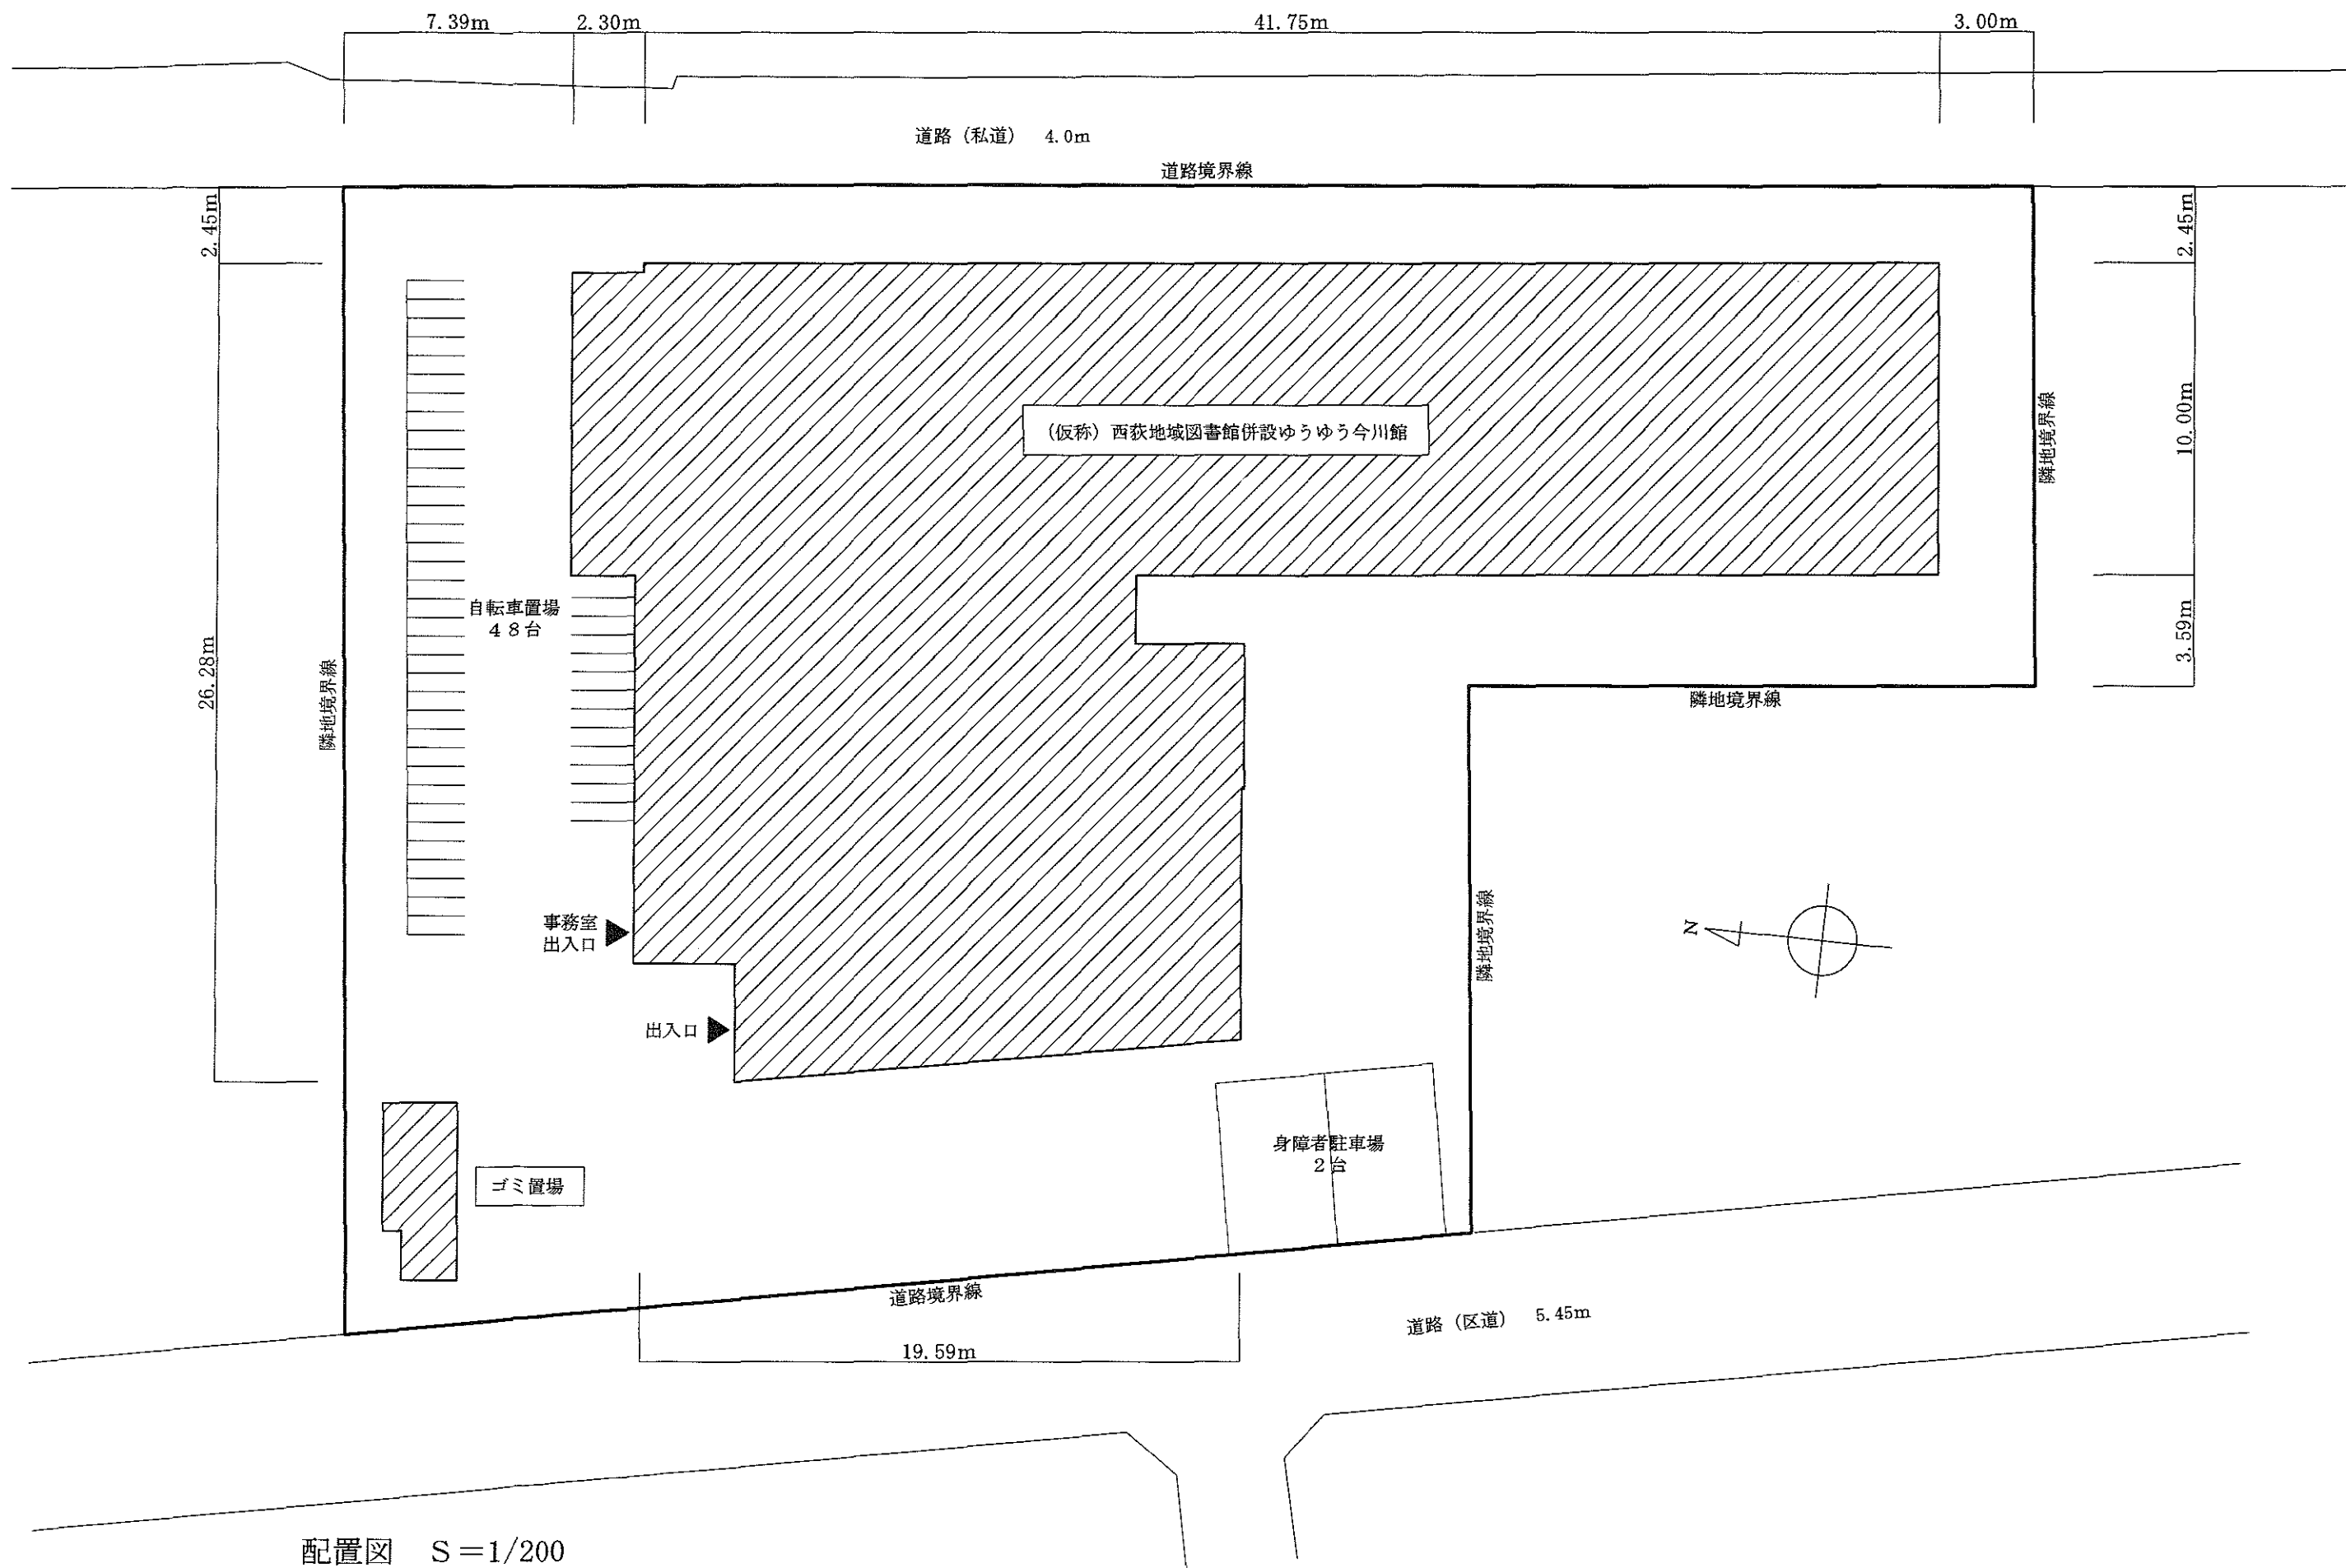 7.39m
2.30m
41.75m
3.00m
道路（私道） 4.0m
道路境界線
2.45m
2.45m
（仮称）西荻地域図書館併設ゆうゆう今川館
10.00m
隣地境界線
自転車置場
４８台
3.59m
26.28m
隣地境界線
隣地境界線
事務室
出入口
隣地境界線
N
出入口
身障者駐車場
２台
ゴミ置場
道路境界線
道路（区道） 5.45m
19.59m
配置図 Ｓ＝1/200